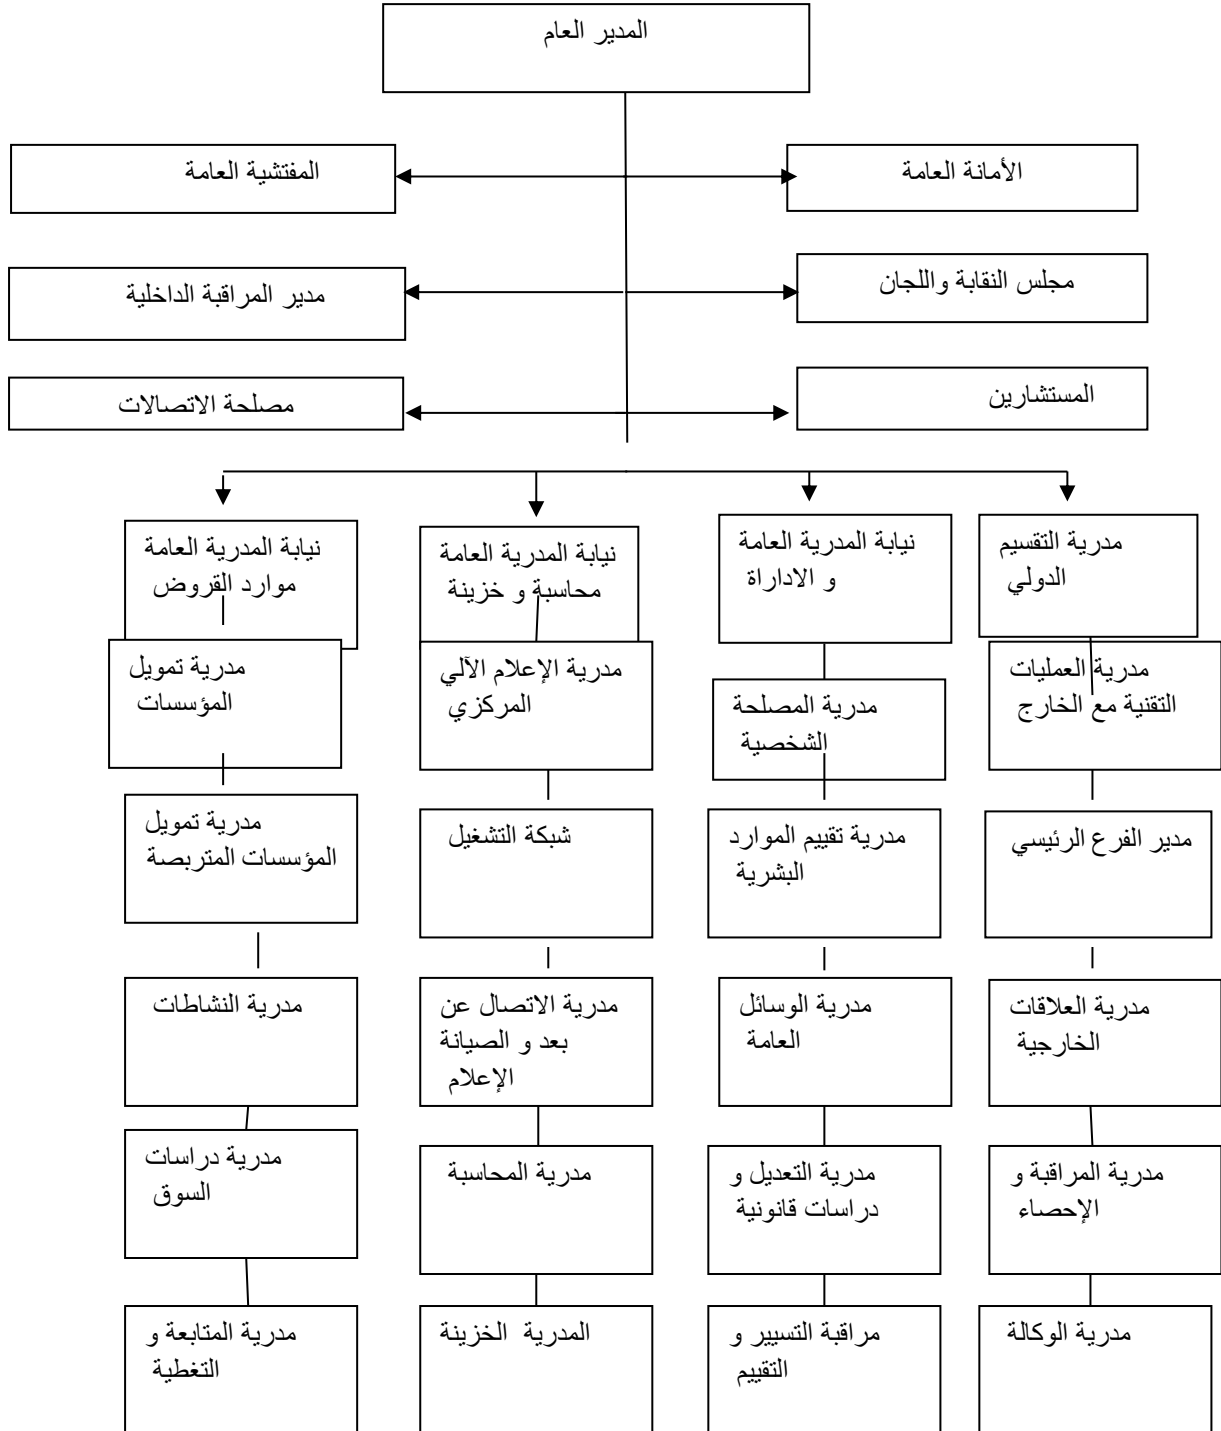 المدير العام
الأمانة العامة
المفتشية العامة
مجلس النقابة واللجان
مدير المراقبة الداخلية
المستشارين
مصلحة الاتصالات
مدرية التقسيم
الدولي
نيابة المدرية العامة
و الاداراة
نيابة المدرية العامة
محاسبة و خزينة
نيابة المدرية العامة
موارد القروض
مدرية العمليات
التقنية مع الخارج
مدرية المصلحة
الشخصية
مدرية الإعلام الآلي
المركزي
مدرية تمويل
المؤسسات
مدير الفرع الرئيسي
مدرية تقييم الموارد
البشرية
شبكة التشغيل
مدرية تمويل
المؤسسات المتربصة
مدرية العلاقات
الخارجية
مدرية الوسائل
العامة
مدرية الاتصال عن
بعد و الصيانة
الإعلام
مدرية النشاطات
مدرية المراقبة و
الإحصاء
مدرية التعديل و
دراسات قانونية
مدرية المحاسبة
مدرية دراسات
السوق
مدرية الوكالة
مراقبة التسيير و
التقييم
المدرية الخزينة
مدرية المتابعة و
التغطية